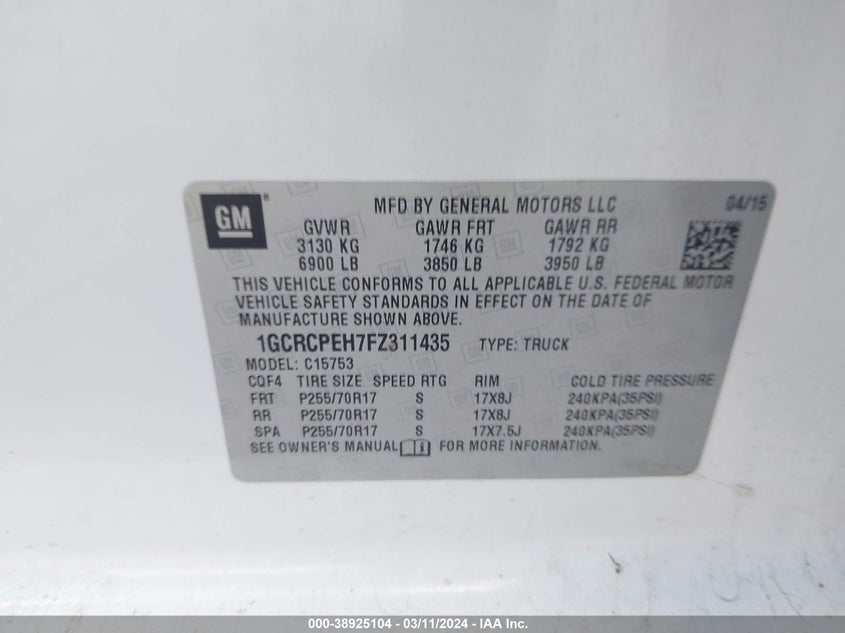 GM ® MFD BY GENERAL MOTORS LLC 04/15
GVWR GAWR FRT GAWR RR
3130 KG 1746 KG 1792 KG
6900 LB 3850 LB 3950 LB
THIS VEHICLE CONFORMS TO ALL APPLICABLE U.S. FEDERAL MOTOR
VEHICLE SAFETY STANDARDS IN EFFECT ON THE DATE OF
MANUFACTURE SHOWN ABOVE.
1GCRCPEH7FZ311435 TYPE: TRUCK
MODEL: C15753
CQF4 TIRE SIZE SPEED RTG RIM COLD TIRE PRESSURE
FRT P255/70R17 S 17X8J 240KPA(35PSI)
RR P255/70R17 S 17X8J 240KPA(35PSI)
SPA P255/70R17 S 17X7.5J 240KPA(35PSI)
SEE OWNER'S MANUAL FOR MORE INFORMATION.
000-38925104 - 03/11/2024 - IAA Inc.